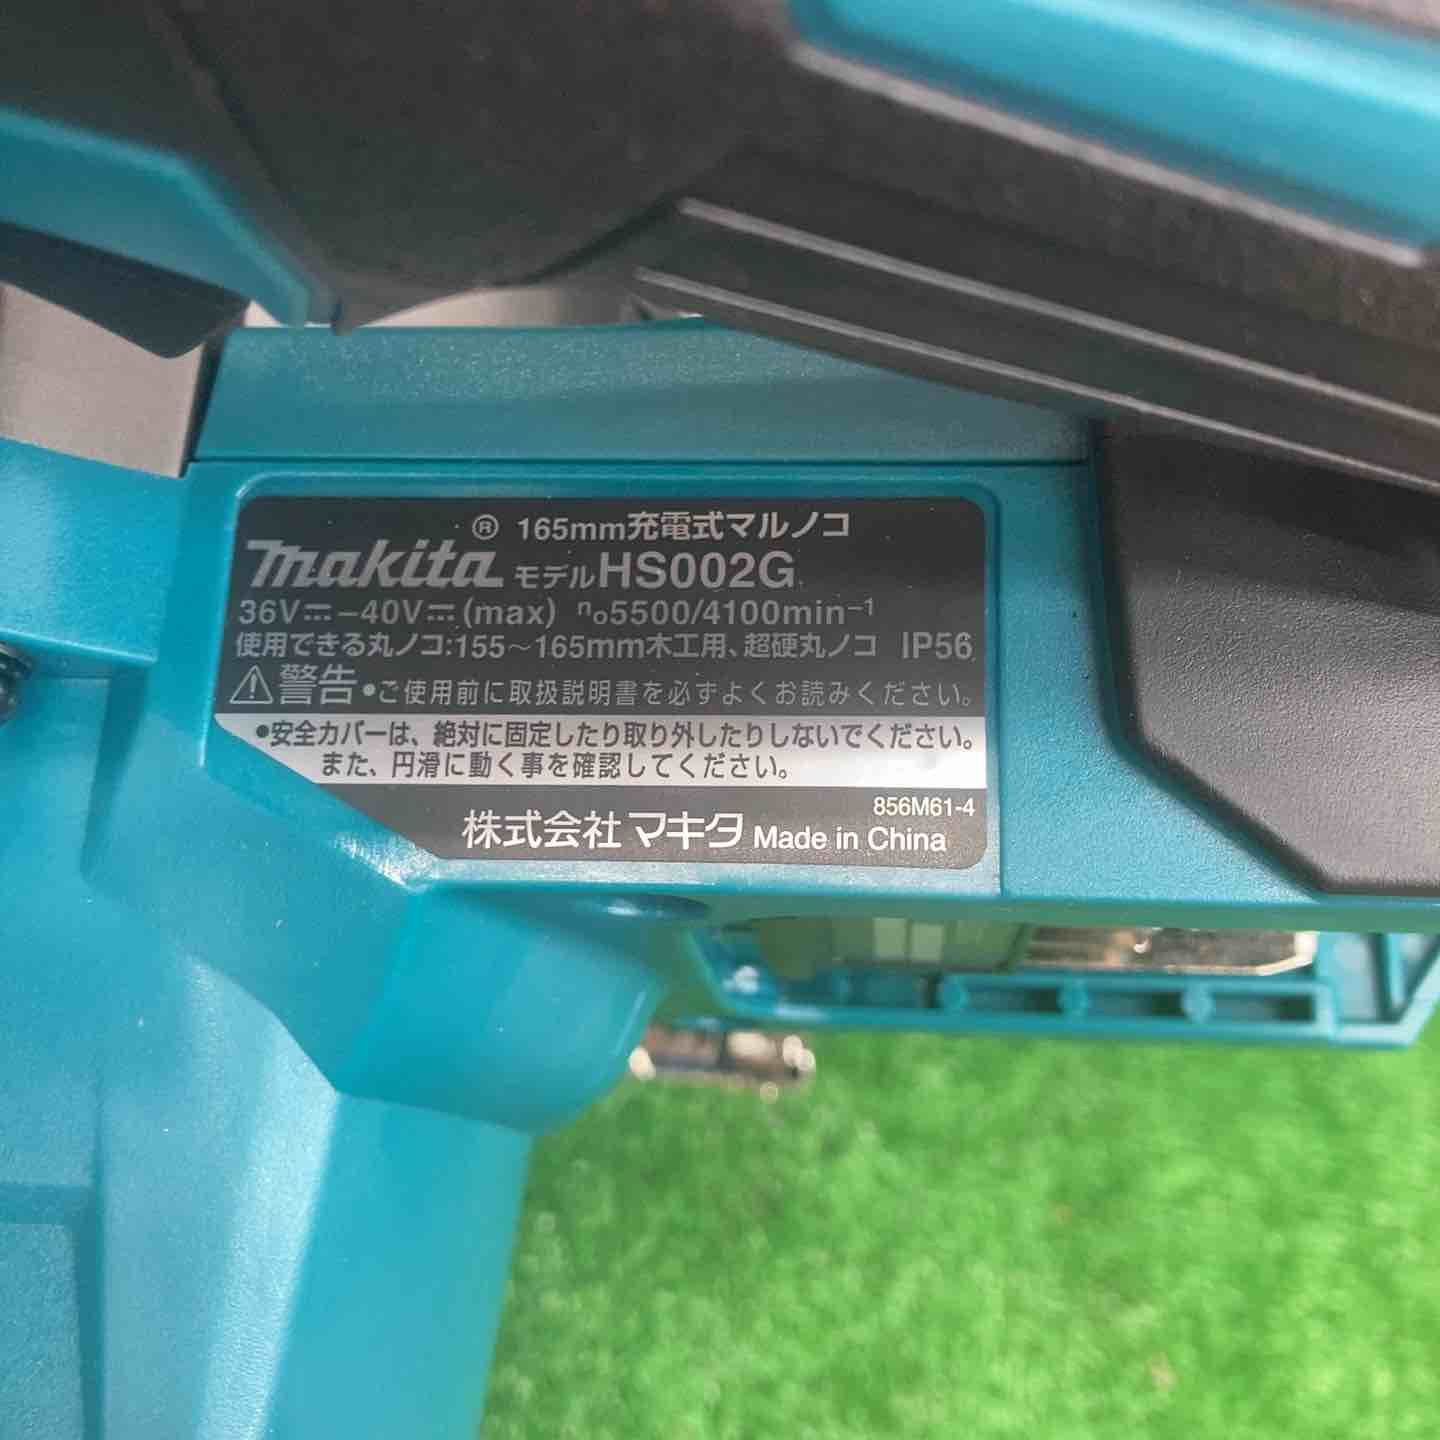 ® 165mm充電式マルノコ
makita モデルHS002G
36V⎓-40V⎓(max) n₀5500/4100min⁻¹
使用できる丸ノコ:155～165mm木工用、超硬丸ノコ IP56
⚠警告 •ご使用前に取扱説明書を必ずよくお読みください。
•安全カバーは、絶対に固定したり取り外したりしないでください。
また、円滑に動く事を確認してください。
856M61-4
株式会社マキタ Made in China